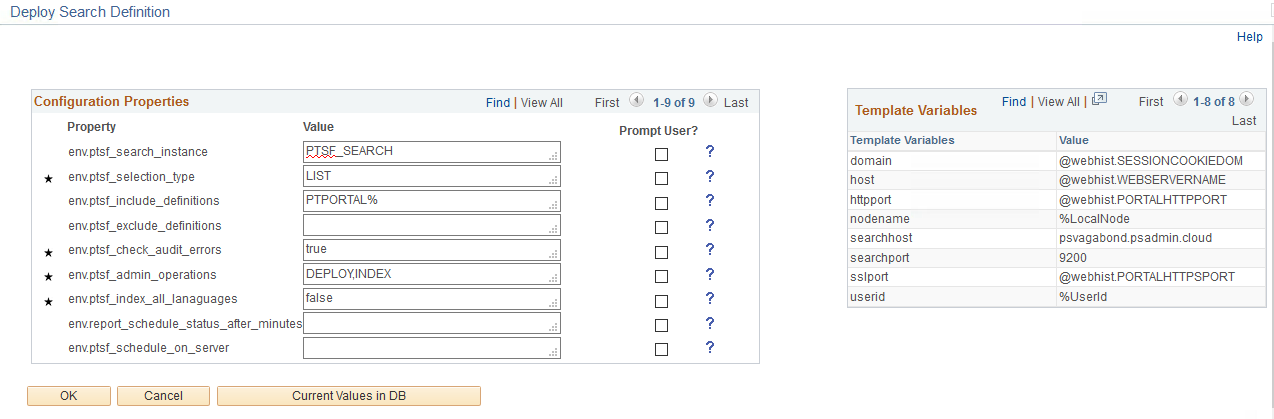 Deploy Search Definition
Help
Configuration Properties Find | View All First 1-9 of 9 Last
Property Value Prompt User?
env.ptsf_search_instance PTSF_SEARCH ?
★ env.ptsf_selection_type LIST ?
env.ptsf_include_definitions PTPORTAL% ?
env.ptsf_exclude_definitions ?
★ env.ptsf_check_audit_errors true ?
★ env.ptsf_admin_operations DEPLOY,INDEX ?
★ env.ptsf_index_all_lanaguages false ?
env.report_schedule_status_after_minutes ?
env.ptsf_schedule_on_server ?
Template Variables Find | View All | First 1-8 of 8
Last
Template Variables Value
domain @webhist.SESSIONCOOKIEDOM
host @webhist.WEBSERVERNAME
httpport @webhist.PORTALHTTPPORT
nodename %LocalNode
searchhost psvagabond.psadmin.cloud
searchport 9200
sslport @webhist.PORTALHTTPSPORT
userid %UserId
OK Cancel Current Values in DB